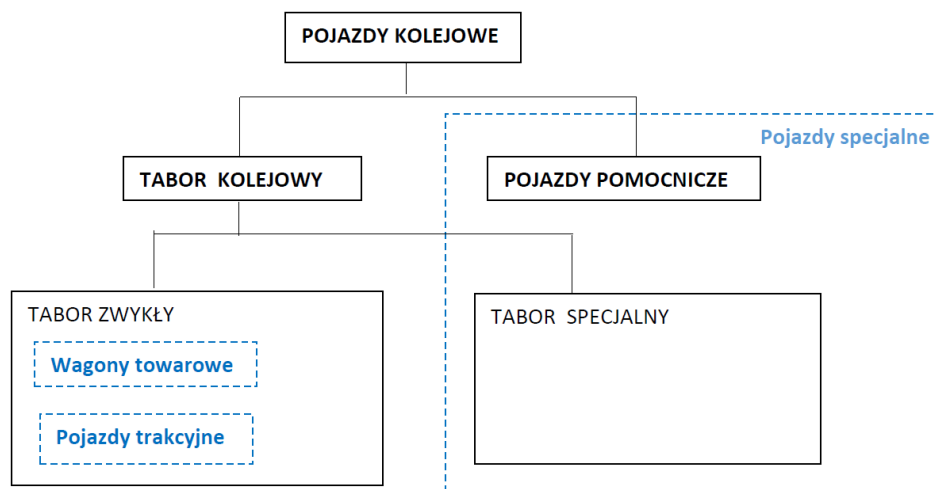 POJAZDY KOLEJOWE
Pojazdy specjalne
TABOR KOLEJOWY
POJAZDY POMOCNICZE
TABOR ZWYKŁY
Wagony towarowe
Pojazdy trakcyjne
TABOR SPECJALNY